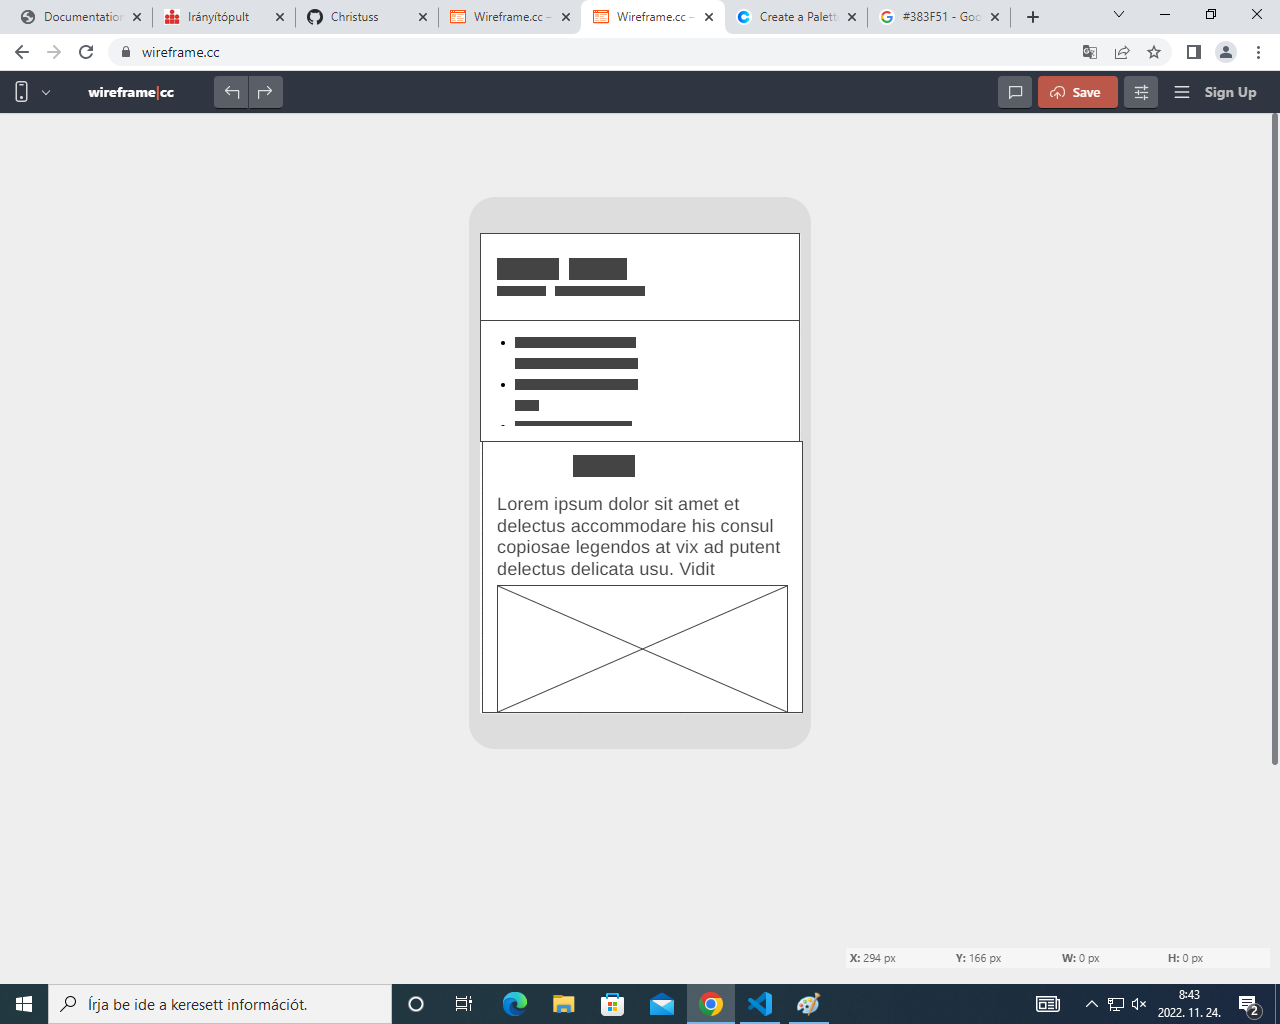 Documentation
Irányítópult
Christuss
Wireframe.cc –
Wireframe.cc –
Create a Palett
#383F51 - Goo
wireframe.cc
wireframe|cc
Save
Sign Up
Lorem ipsum dolor sit amet et
delectus accommodare his consul
copiosae legendos at vix ad putent
delectus delicata usu. Vidit
X: 294 px Y: 166 px W: 0 px H: 0 px
Írja be ide a keresett információt.
8:43
2022. 11. 24.
2